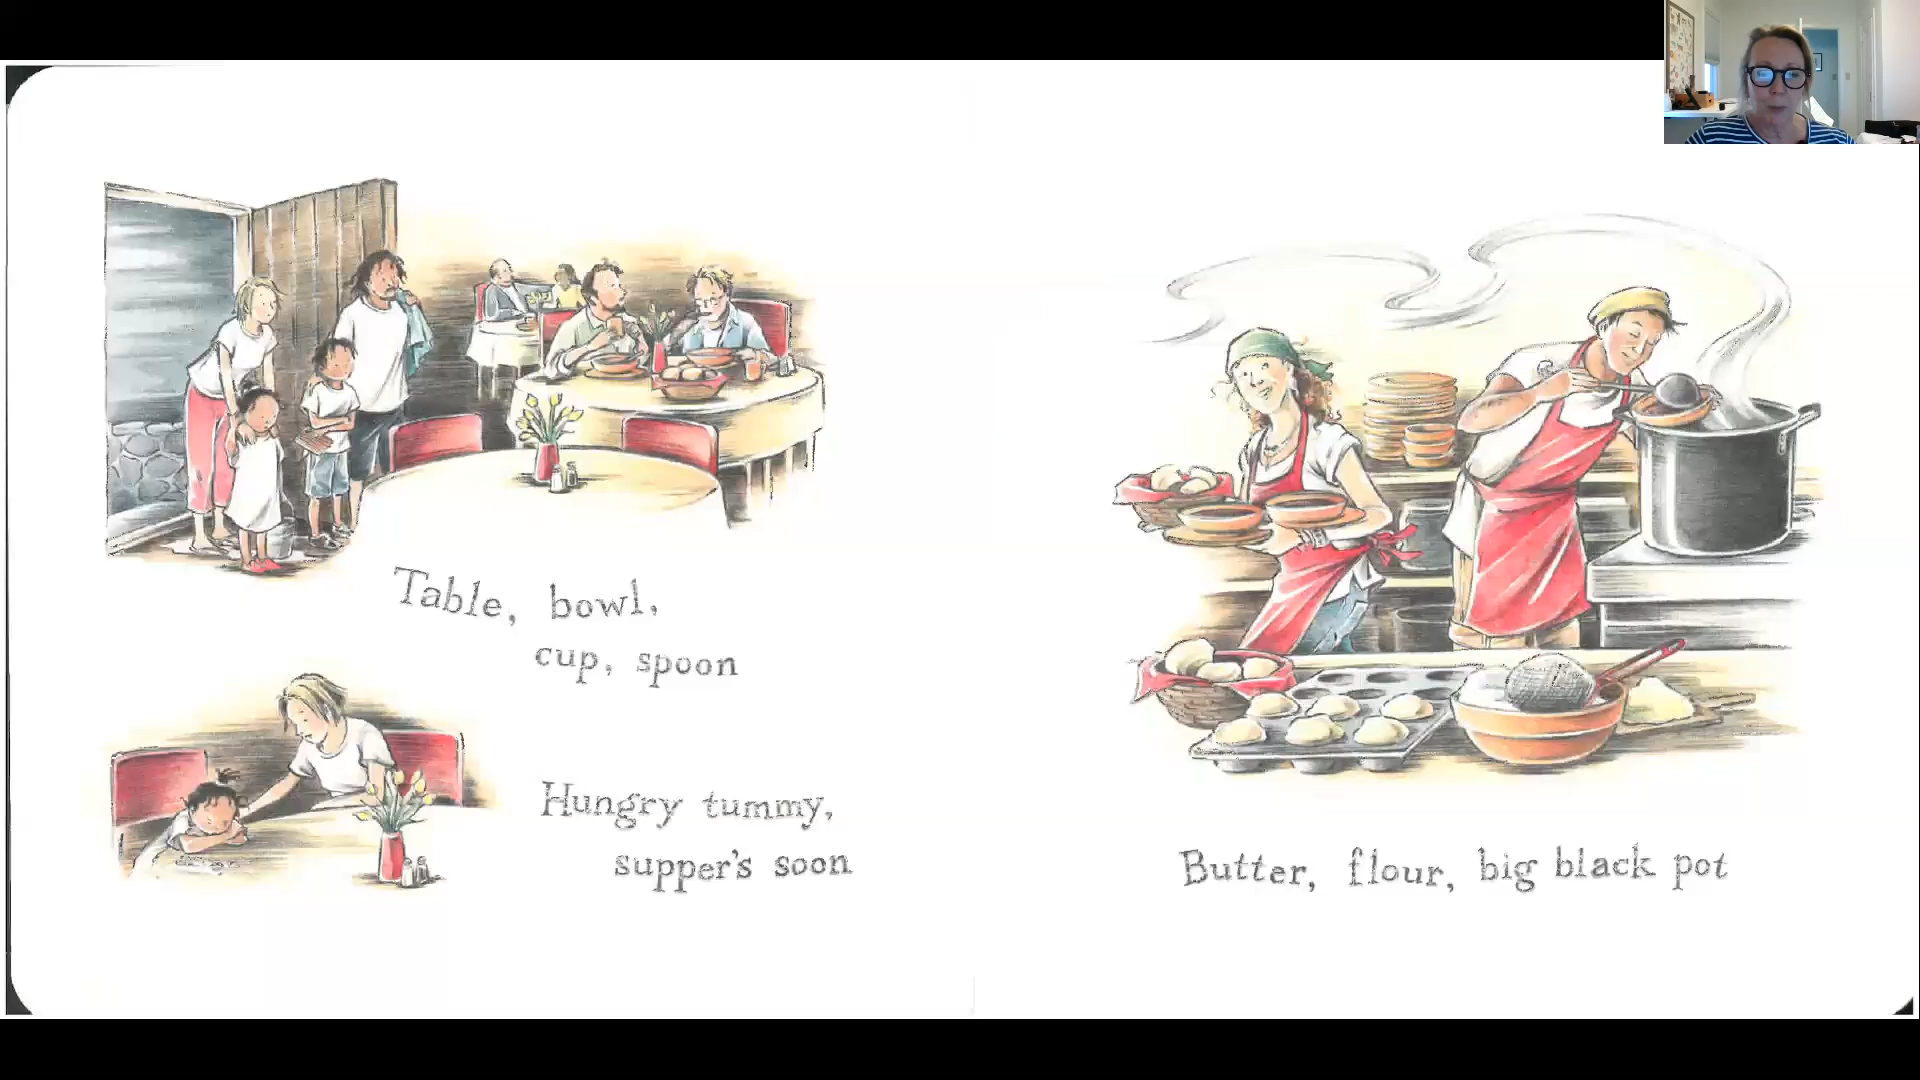 Table, bowl,
cup, spoon
Hungry tummy,
supper's soon
Butter, flour, big black pot